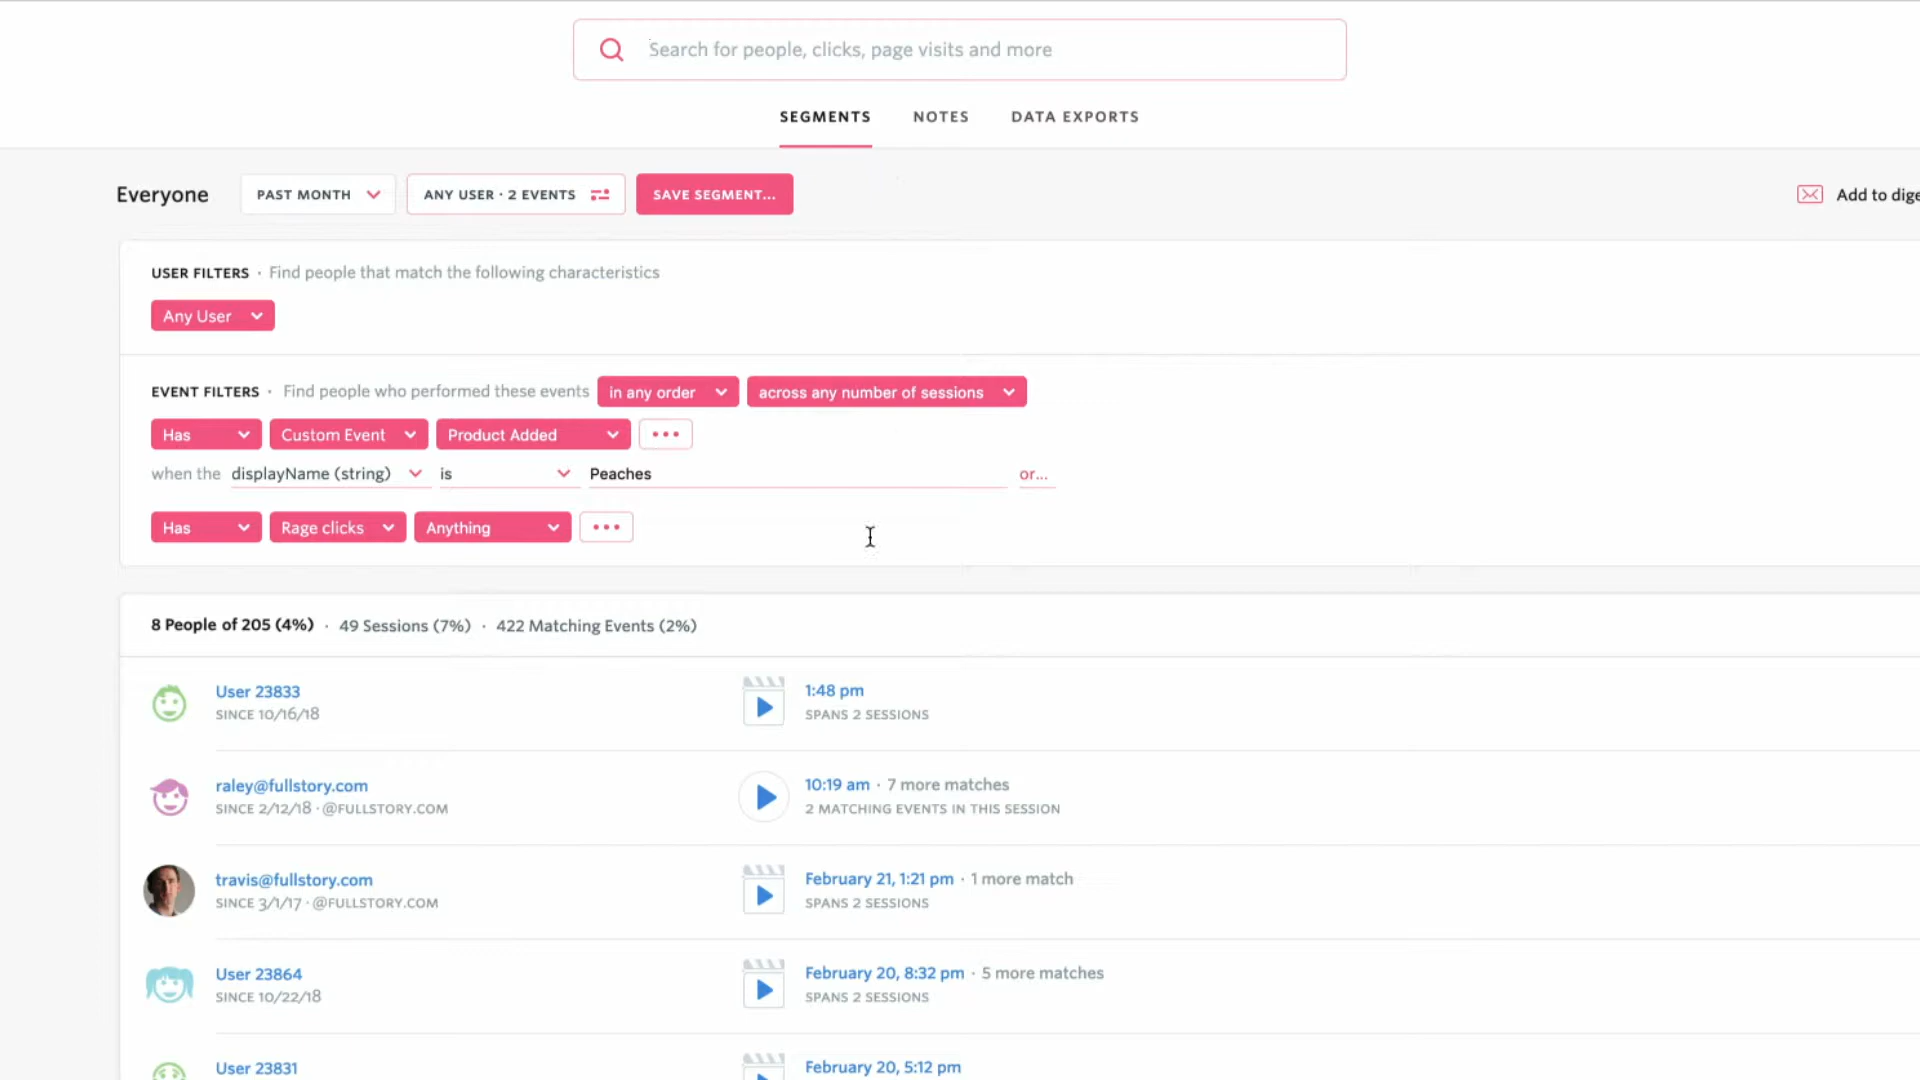 Search for people, clicks, page visits and more
SEGMENTS NOTES DATA EXPORTS
Everyone PAST MONTH ANY USER · 2 EVENTS SAVE SEGMENT... Add to dige
USER FILTERS · Find people that match the following characteristics
Any User
EVENT FILTERS · Find people who performed these events in any order across any number of sessions
Has Custom Event Product Added
when the displayName (string) is Peaches or...
Has Rage clicks Anything
8 People of 205 (4%) · 49 Sessions (7%) · 422 Matching Events (2%)
User 23833 1:48 pm
SINCE 10/16/18 SPANS 2 SESSIONS
raley@fullstory.com 10:19 am · 7 more matches
SINCE 2/12/18 · @FULLSTORY.COM 2 MATCHING EVENTS IN THIS SESSION
travis@fullstory.com February 21, 1:21 pm · 1 more match
SINCE 3/1/17 · @FULLSTORY.COM SPANS 2 SESSIONS
User 23864 February 20, 8:32 pm · 5 more matches
SINCE 10/22/18 SPANS 2 SESSIONS
User 23831 February 20, 5:12 pm